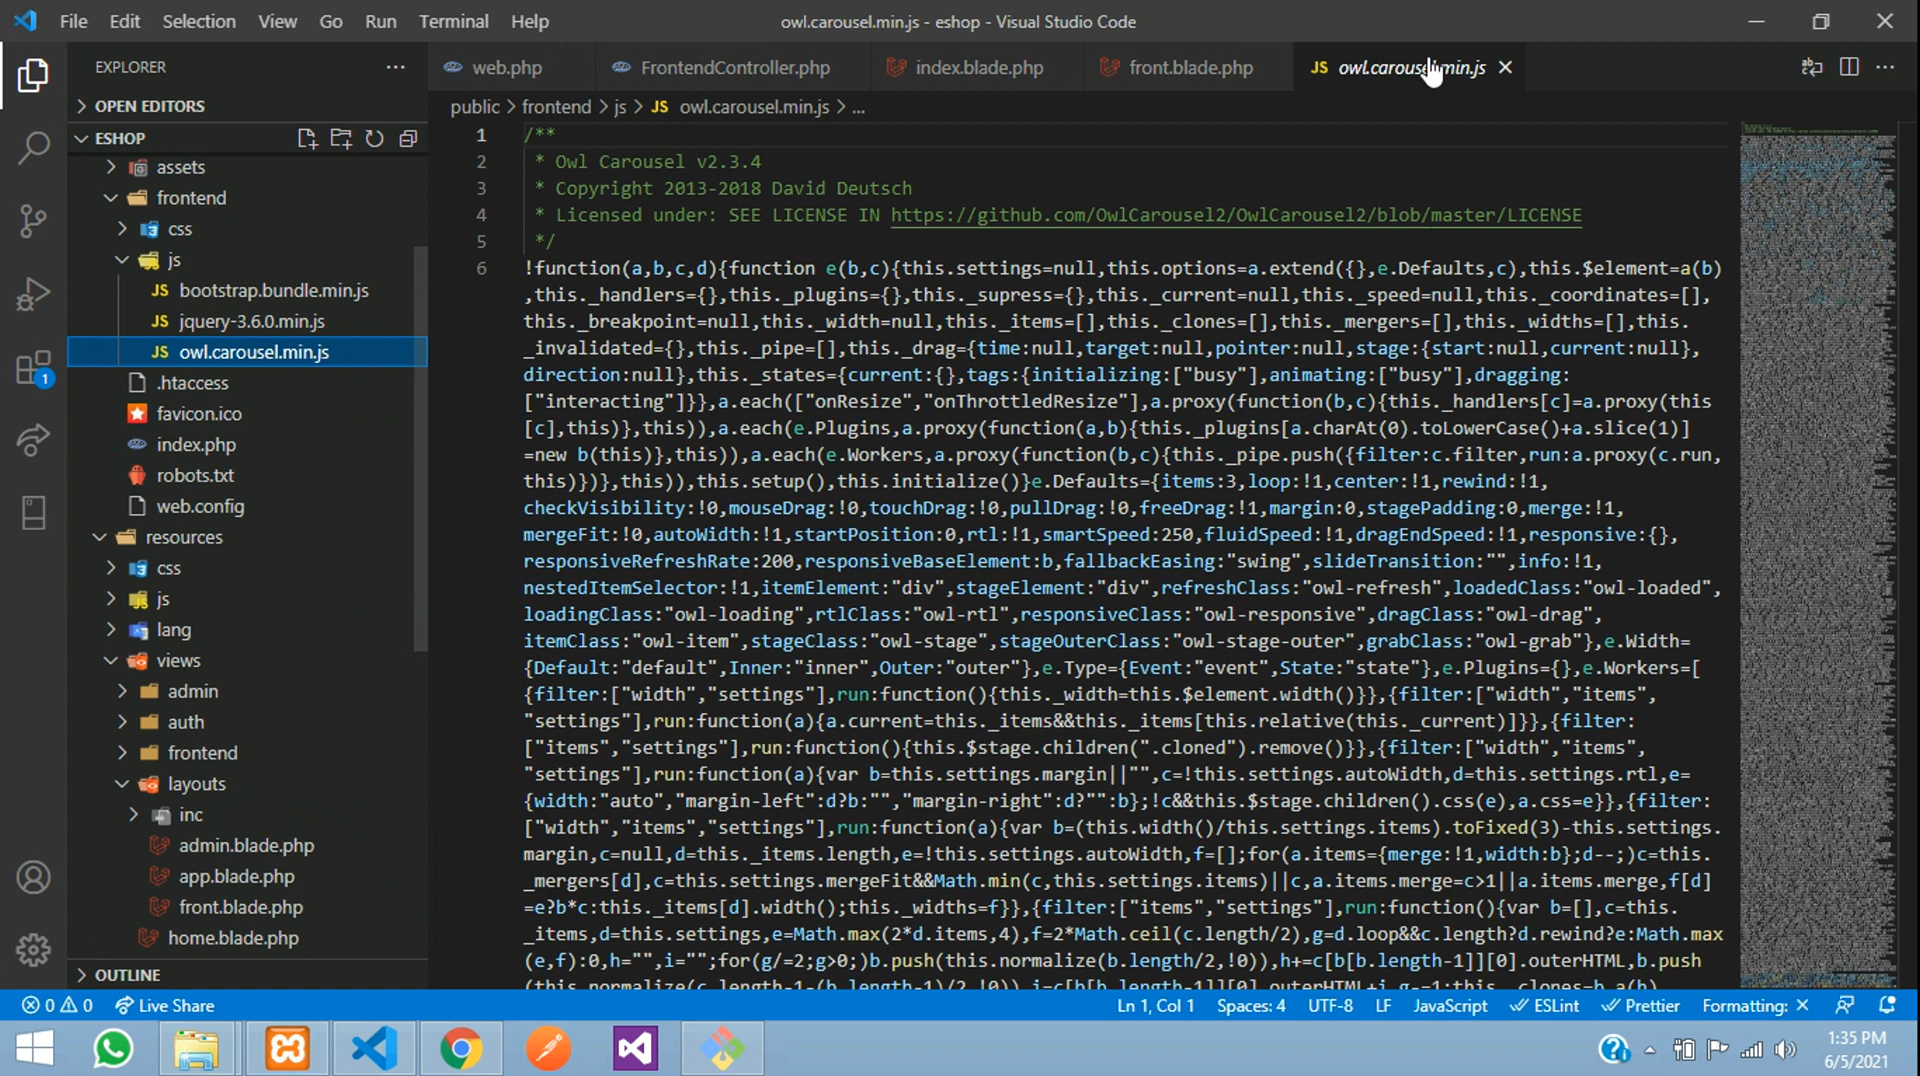 File Edit Selection View Go Run Terminal Help
owl.carousel.min.js - eshop - Visual Studio Code
EXPLORER
web.php
FrontendController.php
index.blade.php
front.blade.php
JS owl.carousel.min.js
OPEN EDITORS
ESHOP
assets
frontend
css
js
JS bootstrap.bundle.min.js
JS jquery-3.6.0.min.js
JS owl.carousel.min.js
.htaccess
favicon.ico
index.php
robots.txt
web.config
resources
css
js
lang
views
admin
auth
frontend
layouts
inc
admin.blade.php
app.blade.php
front.blade.php
home.blade.php
OUTLINE
public > frontend > js > JS owl.carousel.min.js > ...
1 /**
2 * Owl Carousel v2.3.4
3 * Copyright 2013-2018 David Deutsch
4 * Licensed under: SEE LICENSE IN https://github.com/OwlCarousel2/OwlCarousel2/blob/master/LICENSE
5 */
6 !function(a,b,c,d){function e(b,c){this.settings=null,this.options=a.extend({},e.Defaults,c),this.$element=a(b)
,this._handlers={},this._plugins={},this._supress={},this._current=null,this._speed=null,this._coordinates=[],
this._breakpoint=null,this._width=null,this._items=[],this._clones=[],this._mergers=[],this._widths=[],this.
_invalidated={},this._pipe=[],this._drag={time:null,target:null,pointer:null,stage:{start:null,current:null},
direction:null},this._states={current:{},tags:{initializing:["busy"],animating:["busy"],dragging:
["interacting"]}},a.each(["onResize","onThrottledResize"],a.proxy(function(b,c){this._handlers[c]=a.proxy(this
[c],this)},this)),a.each(e.Plugins,a.proxy(function(a,b){this._plugins[a.charAt(0).toLowerCase()+a.slice(1)]
=new b(this)},this)),a.each(e.Workers,a.proxy(function(b,c){this._pipe.push({filter:c.filter,run:a.proxy(c.run,
this)})},this)),this.setup(),this.initialize()}e.Defaults={items:3,loop:!1,center:!1,rewind:!1,
checkVisibility:!0,mouseDrag:!0,touchDrag:!0,pullDrag:!0,freeDrag:!1,margin:0,stagePadding:0,merge:!1,
mergeFit:!0,autoWidth:!1,startPosition:0,rtl:!1,smartSpeed:250,fluidSpeed:!1,dragEndSpeed:!1,responsive:{},
responsiveRefreshRate:200,responsiveBaseElement:b,fallbackEasing:"swing",slideTransition:"",info:!1,
nestedItemSelector:!1,itemElement:"div",stageElement:"div",refreshClass:"owl-refresh",loadedClass:"owl-loaded",
loadingClass:"owl-loading",rtlClass:"owl-rtl",responsiveClass:"owl-responsive",dragClass:"owl-drag",
itemClass:"owl-item",stageClass:"owl-stage",stageOuterClass:"owl-stage-outer",grabClass:"owl-grab"},e.Width=
{Default:"default",Inner:"inner",Outer:"outer"},e.Type={Event:"event",State:"state"},e.Plugins={},e.Workers=[
{filter:["width","settings"],run:function(){this._width=this.$element.width()}},{filter:["width","items",
"settings"],run:function(a){a.current=this._items&&this._items[this.relative(this._current)]}},{filter:
["items","settings"],run:function(){this.$stage.children(".cloned").remove()}},{filter:["width","items",
"settings"],run:function(a){var b=this.settings.margin||"",c=!this.settings.autoWidth,d=this.settings.rtl,e=
{width:"auto","margin-left":d?b:"","margin-right":d?"":b};!c&&this.$stage.children().css(e),a.css=e}},{filter:
["width","items","settings"],run:function(a){var b=(this.width()/this.settings.items).toFixed(3)-this.settings.
margin,c=null,d=this._items.length,e=!this.settings.autoWidth,f=[];for(a.items={merge:!1,width:b};d--;)c=this.
_mergers[d],c=this.settings.mergeFit&&Math.min(c,this.settings.items)||c,a.items.merge=c>1||a.items.merge,f[d]
=e?b*c:this._items[d].width();this._widths=f}},{filter:["items","settings"],run:function(){var b=[],c=this.
_items,d=this.settings,e=Math.max(2*d.items,4),f=2*Math.ceil(c.length/2),g=d.loop&&c.length?d.rewind?e:Math.max
(e,f):0,h="",i="";for(g/=2;g>0;)b.push(this.normalize(b.length/2,!0)),h+=c[b[b.length-1]][0].outerHTML,b.push
(this.normalize(c.length-1-(b.length-1)/2,!0)),i=c[b[b.length-1]][0].outerHTML+i,g-=1;this._clones=b,a(b)
0 0 Live Share
Ln 1, Col 1 Spaces: 4 UTF-8 LF JavaScript ESLint Prettier Formatting: ×
1
1:35 PM
6/5/2021